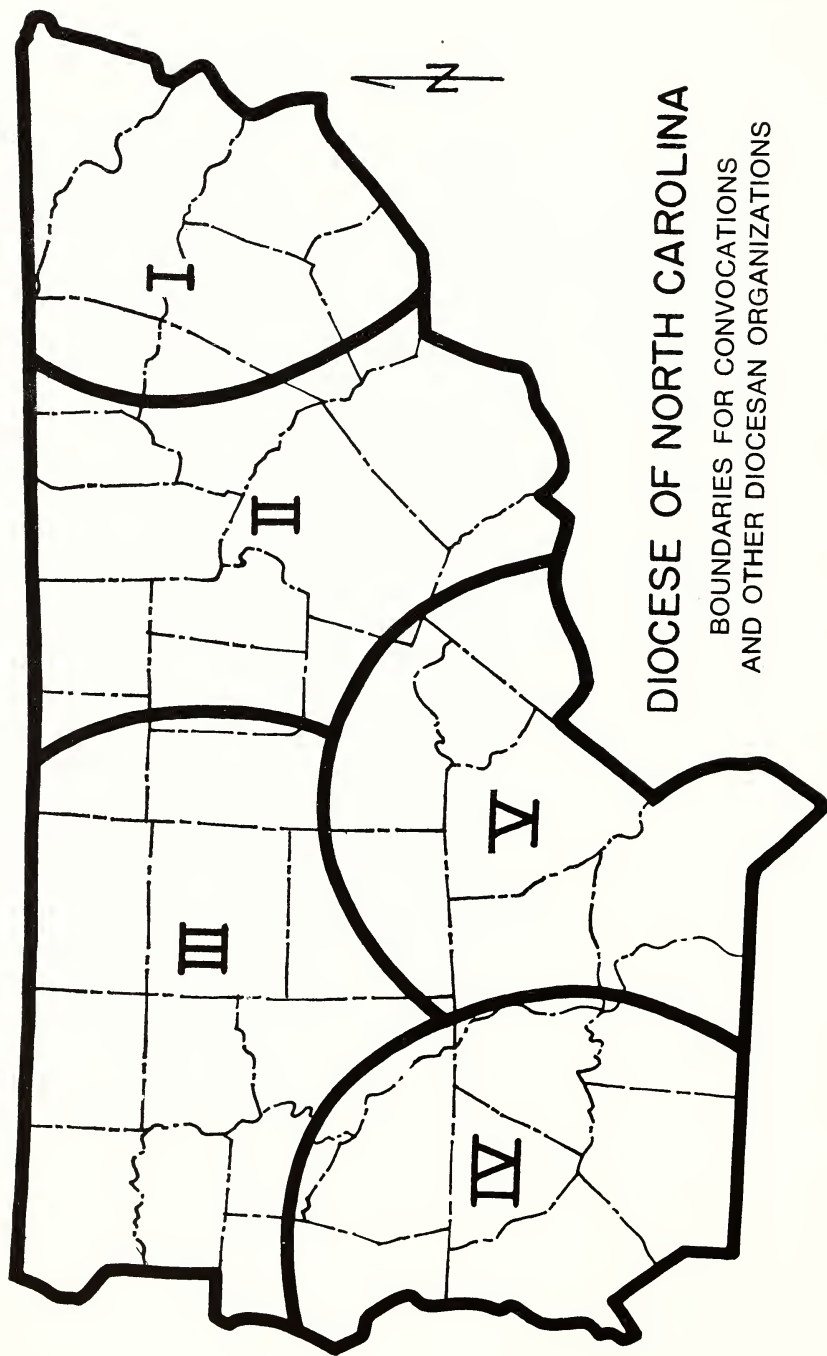 DIOCESE OF NORTH CAROLINA
BOUNDARIES FOR CONVOCATIONS
AND OTHER DIOCESAN ORGANIZATIONS
N
I
II
III
IV
V